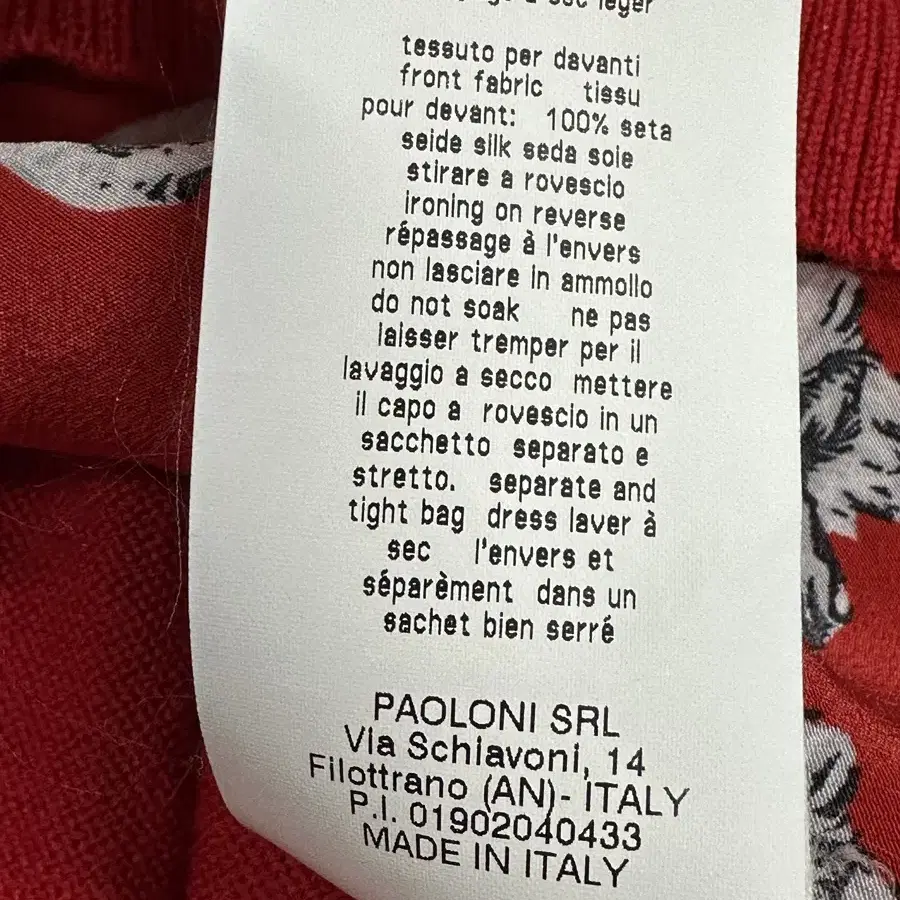 sec léger
tessuto per davanti
front fabric tissu
pour devant: 100% seta
seide silk seda soie
stirare a rovescio
ironing on reverse
répassage à l'envers
non lasciare in ammollo
do not soak ne pas
laisser tremper per il
lavaggio a secco mettere
il capo a rovescio in un
sacchetto separato e
stretto. separate and
tight bag dress laver à
sec l'envers et
séparèment dans un
sachet bien serré
PAOLONI SRL
Via Schiavoni, 14
Filottrano (AN)- ITALY
P.I. 01902040433
MADE IN ITALY